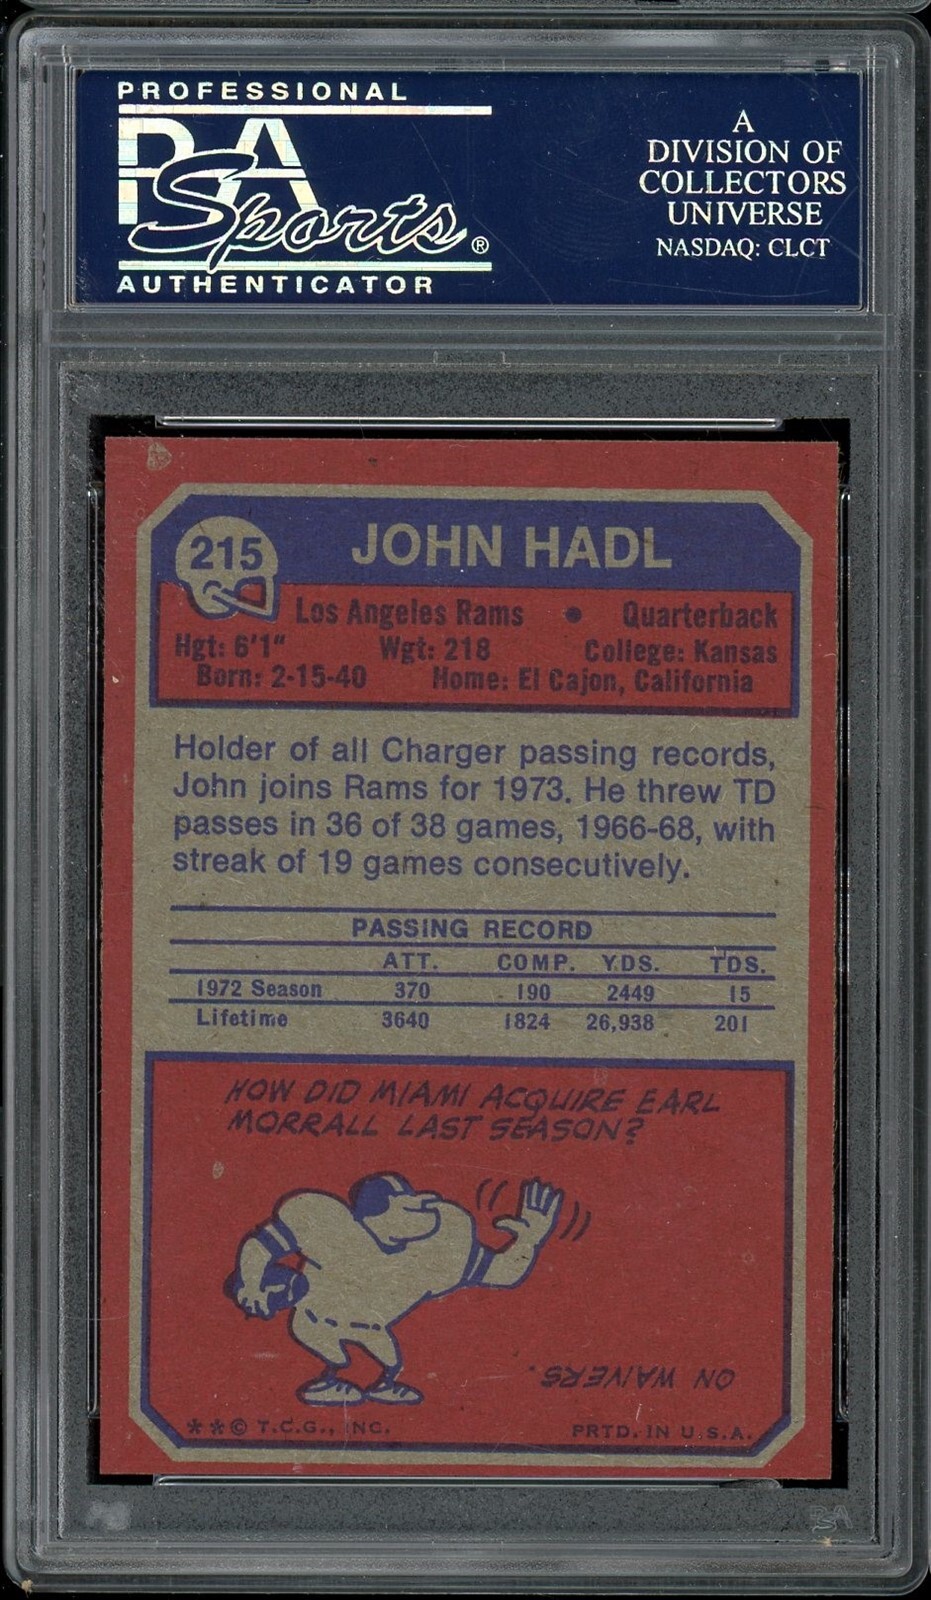 PROFESSIONAL
PSA
Sports®
AUTHENTICATOR
A
DIVISION OF
COLLECTORS
UNIVERSE
NASDAQ: CLCT
215
JOHN HADL
Los Angeles Rams • Quarterback
Hgt: 6'1" Wgt: 218 College: Kansas
Born: 2-15-40 Home: El Cajon, California
Holder of all Charger passing records,
John joins Rams for 1973. He threw TD
passes in 36 of 38 games, 1966-68, with
streak of 19 games consecutively.
PASSING RECORD
ATT. COMP. YDS. TDS.
1972 Season 370 190 2449 15
Lifetime 3640 1824 26,938 201
HOW DID MIAMI ACQUIRE EARL
MORRALL LAST SEASON?
ON WAIVERS.
**© T.C.G., INC. PRTD. IN U.S.A.
PSA